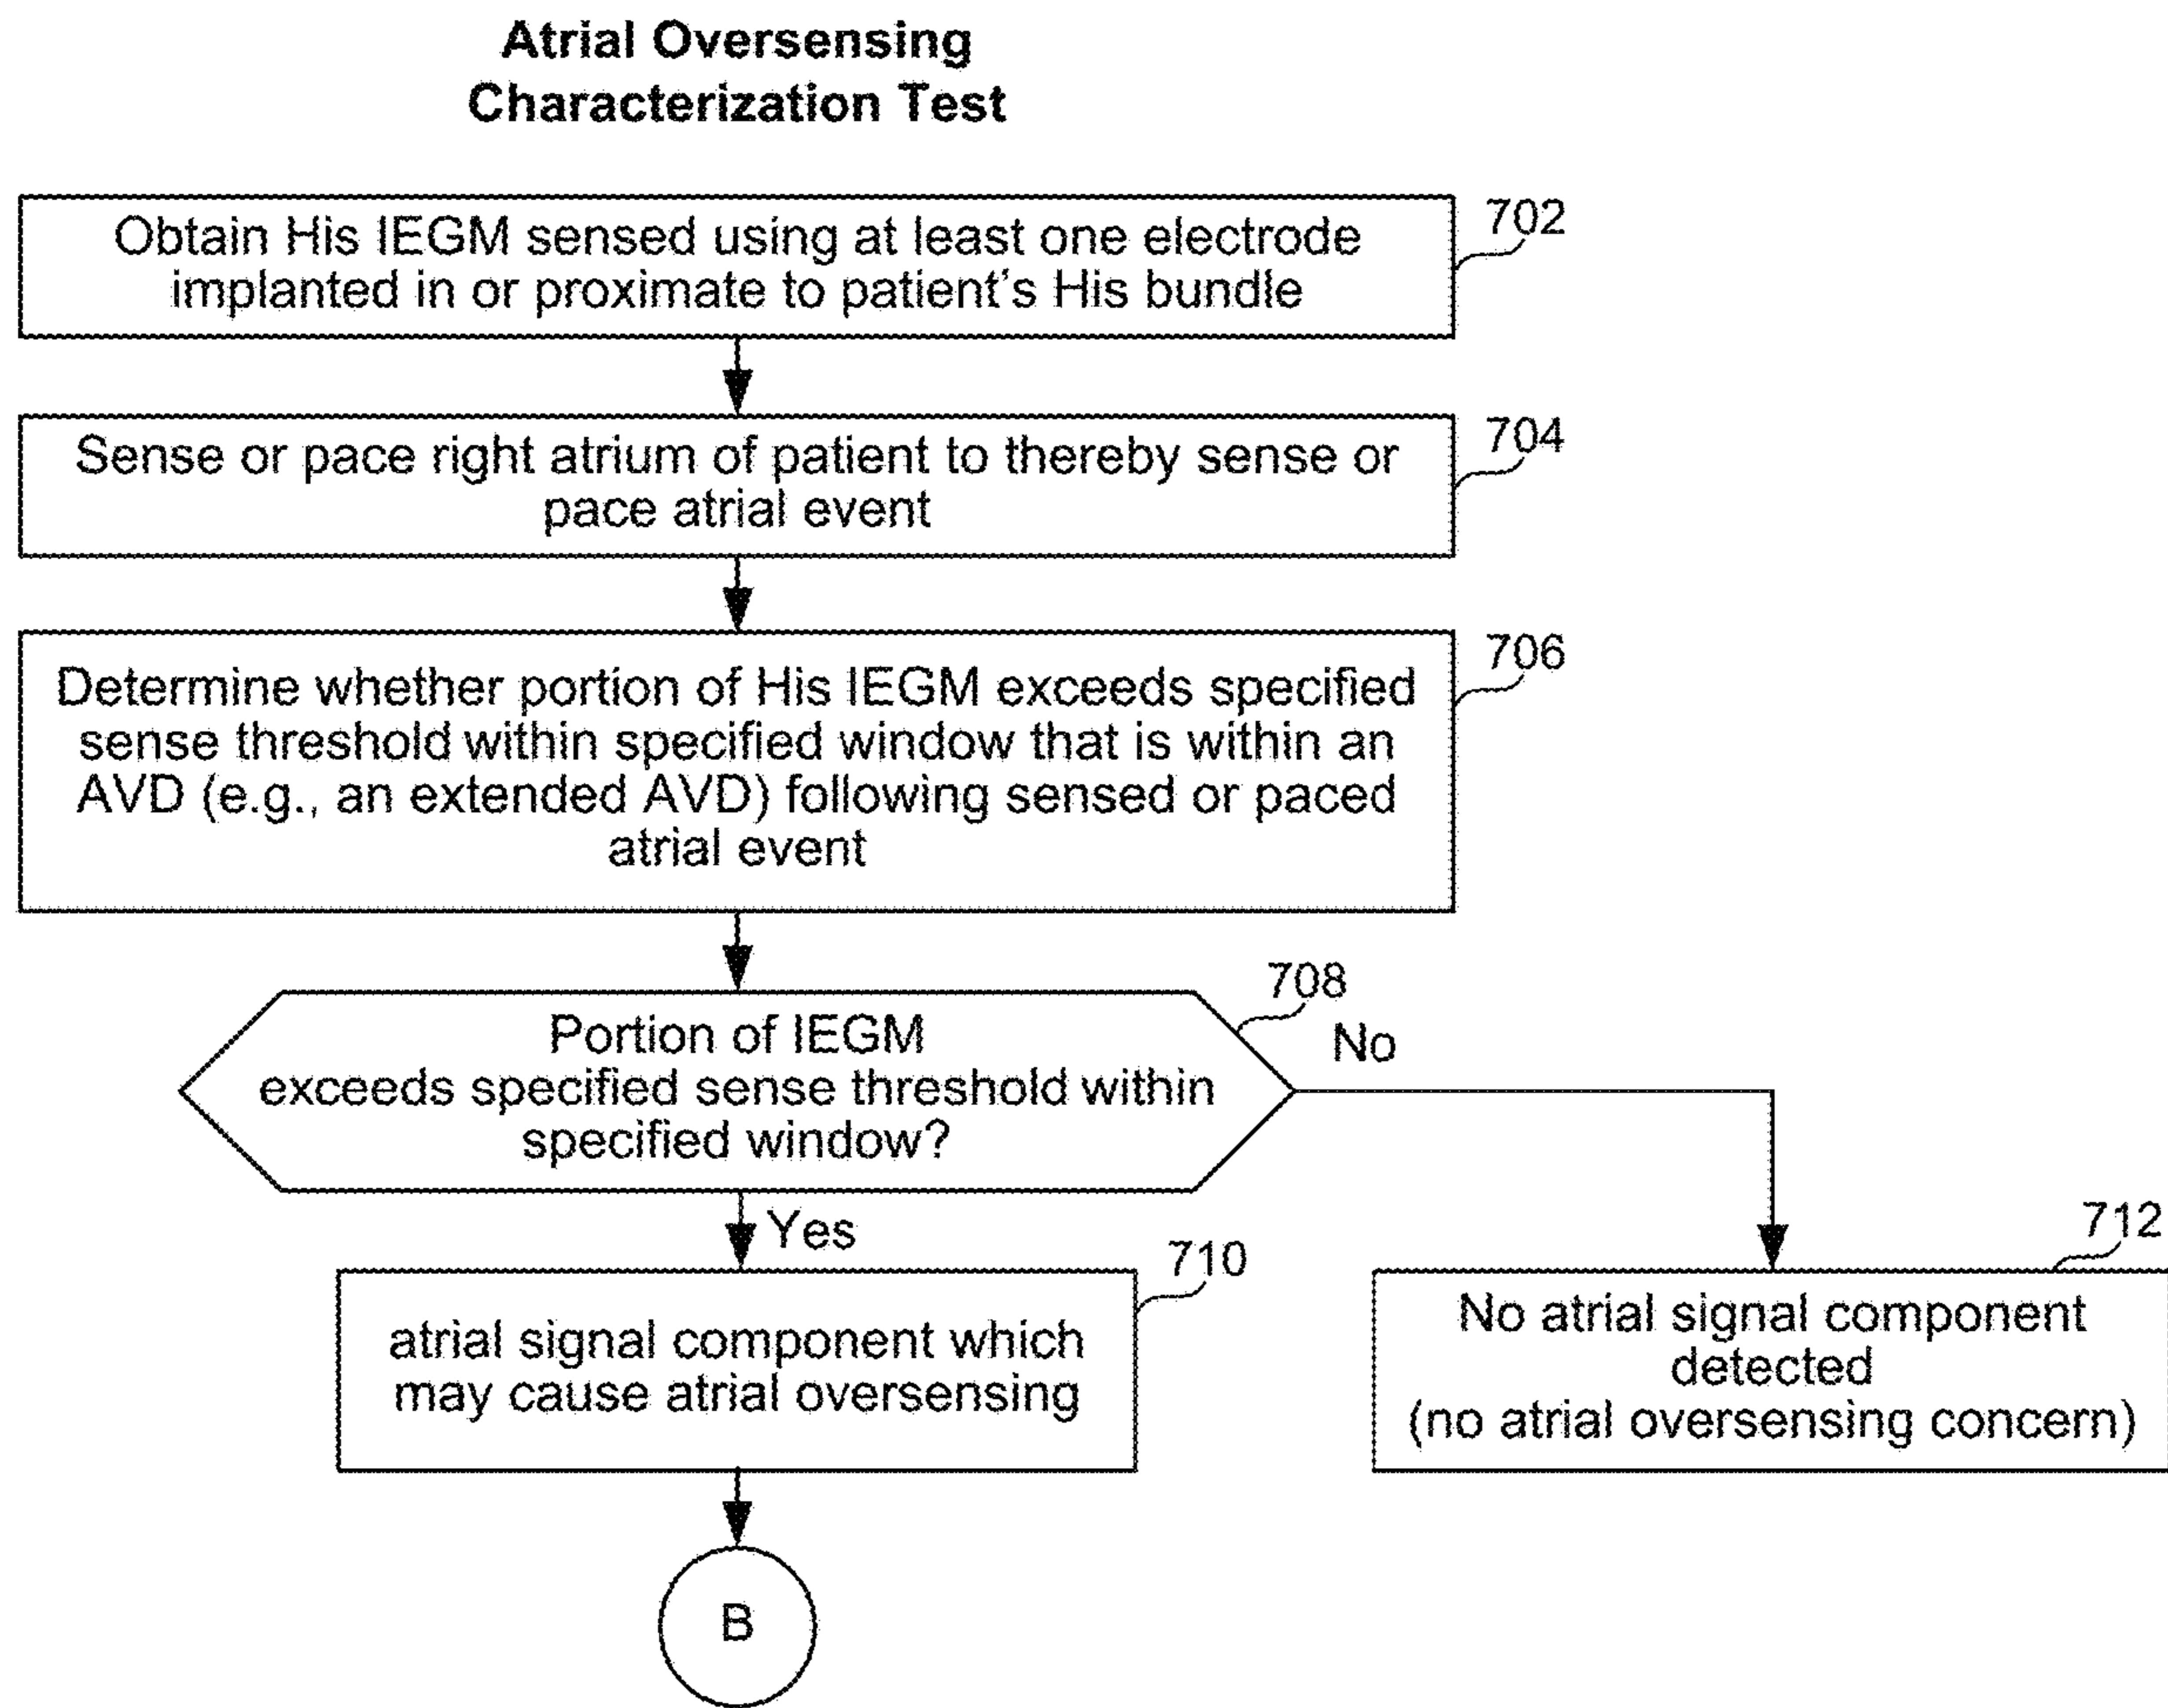 Atrial Oversensing
Characterization Test
702
Obtain His IEGM sensed using at least one electrode
implanted in or proximate to patient's His bundle
704
Sense or pace right atrium of patient to thereby sense or
pace atrial event
706
Determine whether portion of His IEGM exceeds specified
sense threshold within specified window that is within an
AVD (e.g., an extended AVD) following sensed or paced
atrial event
708
Portion of IEGM
exceeds specified sense threshold within
specified window?
No
Yes
710
atrial signal component which
may cause atrial oversensing
712
No atrial signal component
detected
(no atrial oversensing concern)
B